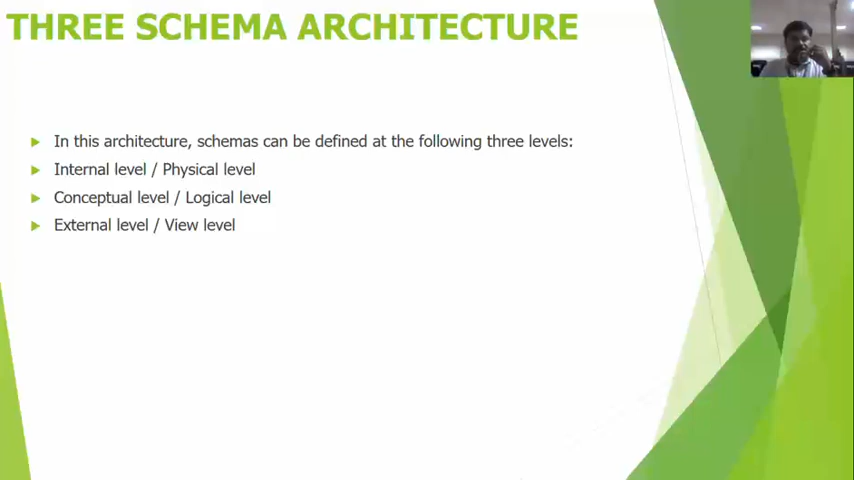 THREE SCHEMA ARCHITECTURE
In this architecture, schemas can be defined at the following three levels:
Internal level / Physical level
Conceptual level / Logical level
External level / View level